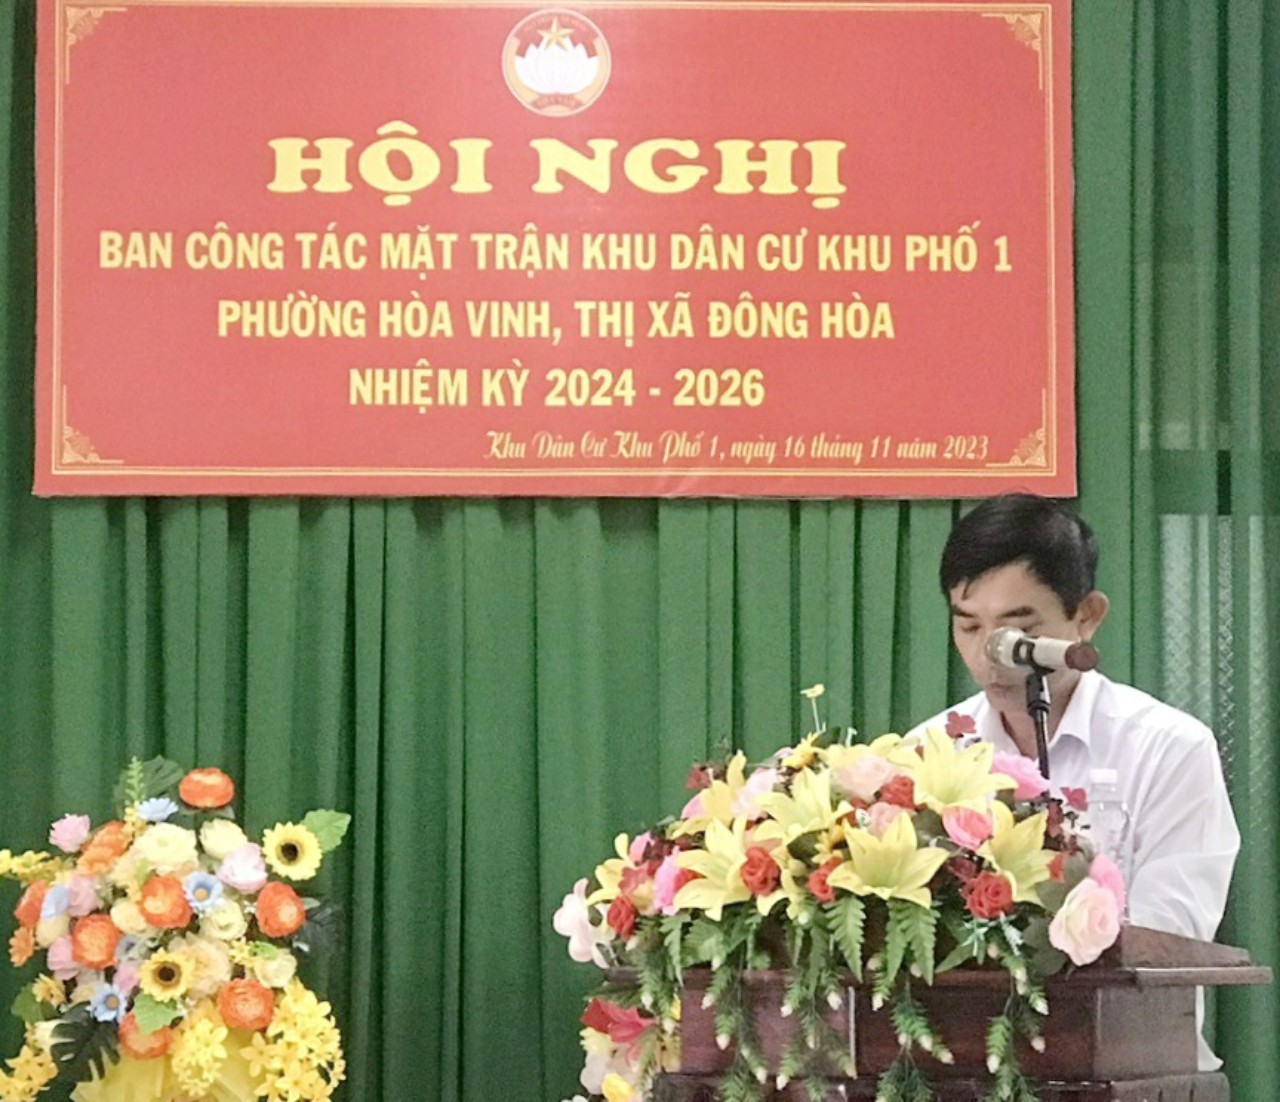 HỘI NGHỊ
BAN CÔNG TÁC MẶT TRẬN KHU DÂN CƯ KHU PHỐ 1
PHƯỜNG HÒA VINH, THỊ XÃ ĐÔNG HÒA
NHIỆM KỲ 2024 - 2026
Khu Dân Cư Khu Phố 1, ngày 16 tháng 11 năm 2023